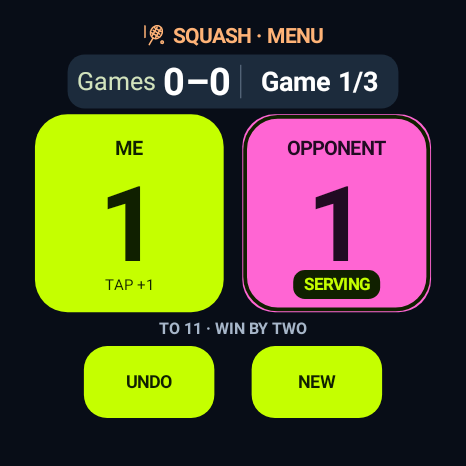 SQUASH · MENU
Games 0–0 Game 1/3
ME
1
TAP +1
OPPONENT
1
SERVING
TO 11 · WIN BY TWO
UNDO
NEW